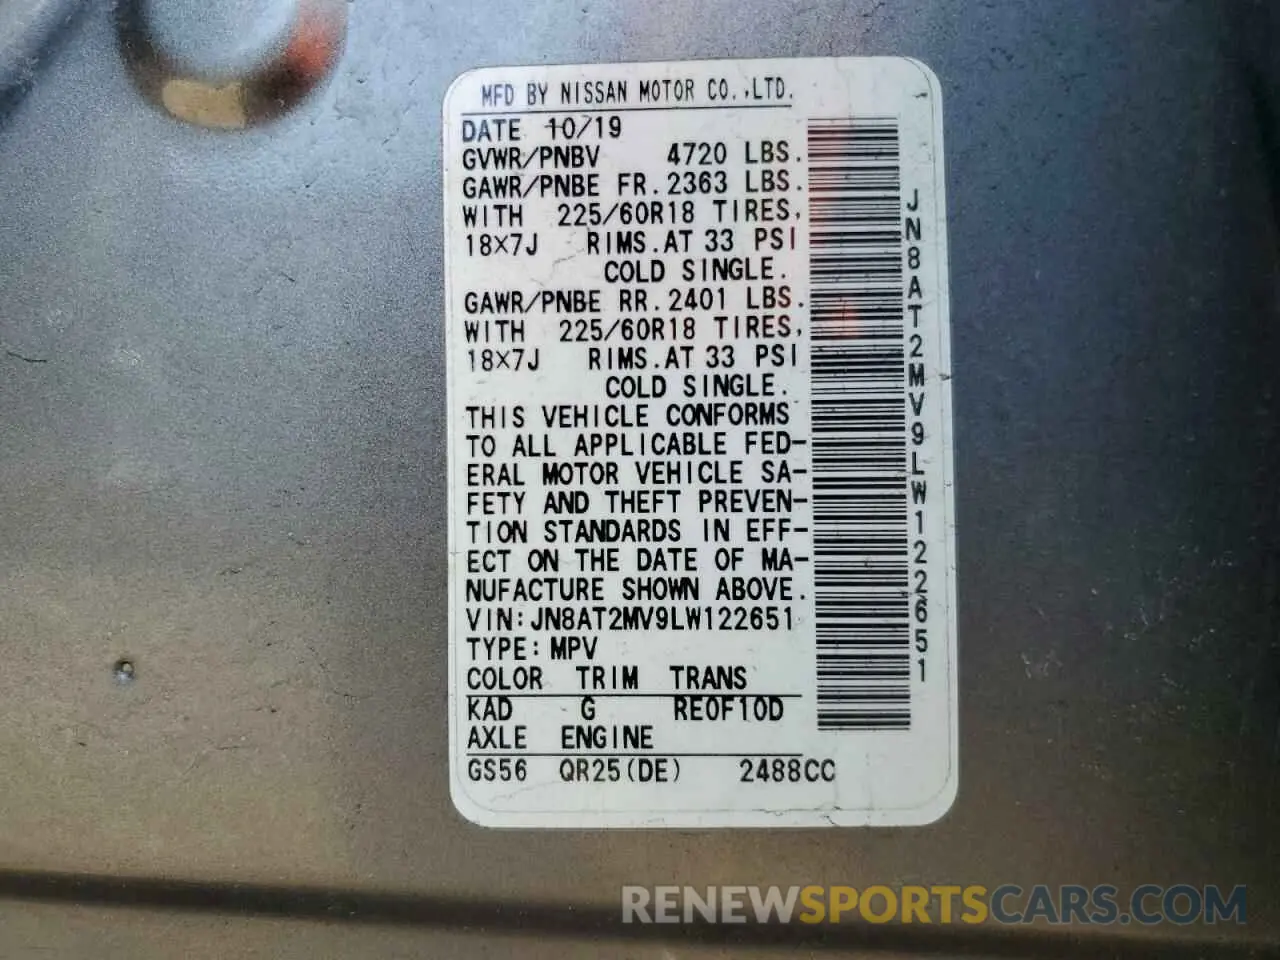 MFD BY NISSAN MOTOR CO.,LTD.
DATE 10/19
GVWR/PNBV 4720 LBS.
GAWR/PNBE FR. 2363 LBS.
WITH 225/60R18 TIRES,
18×7J RIMS. AT 33 PSI
COLD SINGLE.
GAWR/PNBE RR. 2401 LBS.
WITH 225/60R18 TIRES,
18×7J RIMS. AT 33 PSI
COLD SINGLE.
THIS VEHICLE CONFORMS
TO ALL APPLICABLE FED-
ERAL MOTOR VEHICLE SA-
FETY AND THEFT PREVEN-
TION STANDARDS IN EFF-
ECT ON THE DATE OF MA-
NUFACTURE SHOWN ABOVE.
VIN: JN8AT2MV9LW122651
TYPE: MPV
COLOR TRIM TRANS
KAD G RE0F10D
AXLE ENGINE
GS56 QR25(DE) 2488CC
JN8AT2MV9LW122651
RENEWSPORTSCARS.COM